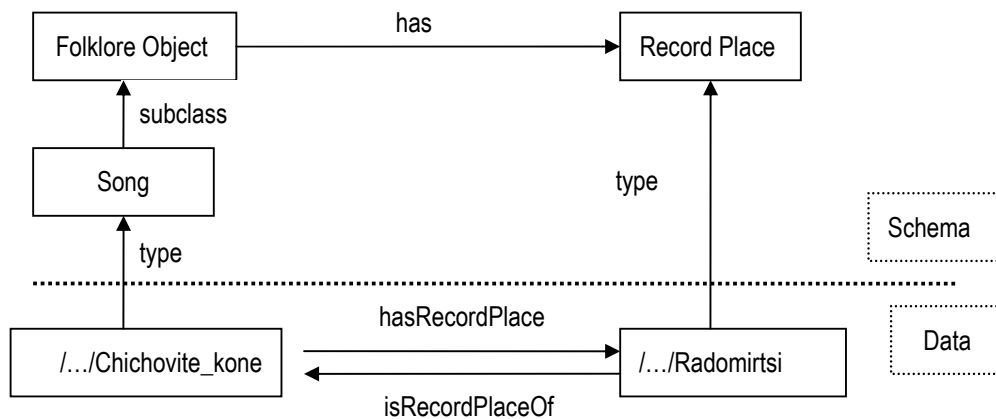 has
Folklore Object
Record Place
subclass
Song
type
type
Schema
hasRecordPlace
Data
/…/Chichovite_kone
/…/Radomirtsi
isRecordPlaceOf